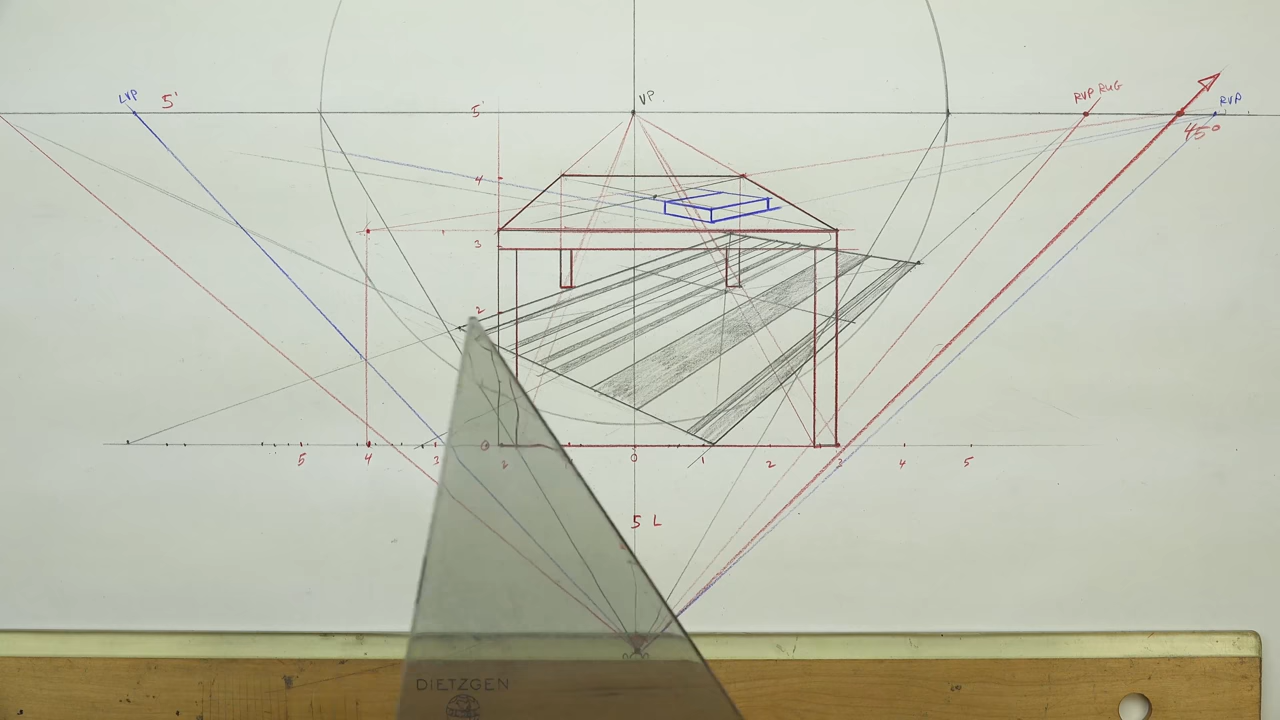 LVP 5' 5' VP RVP RUG RVP
45°
4
3
2
0
5 4 3 2 0 1 2 3 4 5
5 L
DIETZGEN